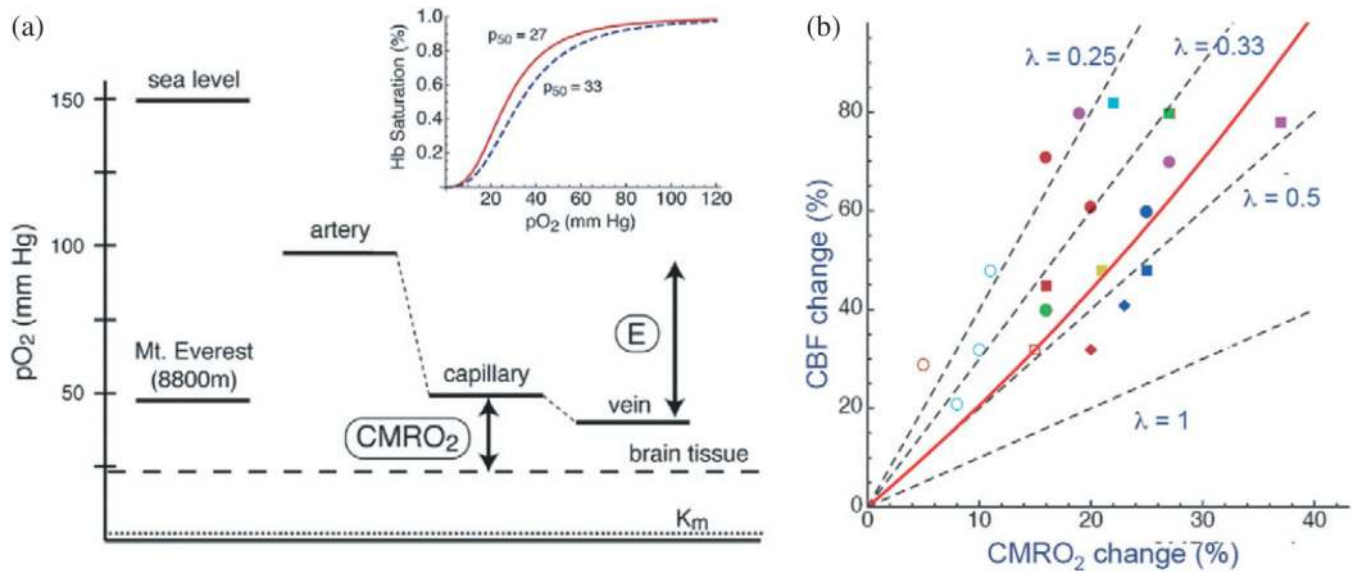 (a)
sea level
150
artery
100
Mt. Everest
(8800m)
capillary
50
vein
E
CMRO₂
brain tissue
Kₘ
pO₂ (mm Hg)
1.0
0.8
0.6
0.4
0.2
Hb Saturation (%)
p₅₀ = 27
p₅₀ = 33
20 40 60 80 100 120
pO₂ (mm Hg)
(b)
λ = 0.25
λ = 0.33
80
λ = 0.5
60
40
λ = 1
20
0
CBF change (%)
0 10 20 30 40
CMRO₂ change (%)